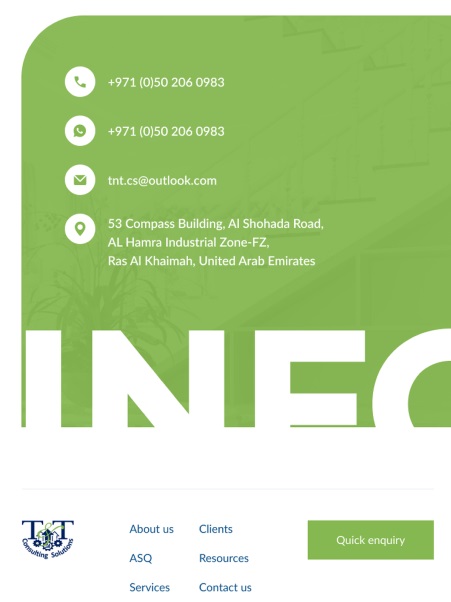 +971 (0)50 206 0983
+971 (0)50 206 0983
tnt.cs@outlook.com
53 Compass Building, Al Shohada Road,
AL Hamra Industrial Zone-FZ,
Ras Al Khaimah, United Arab Emirates
INFO
T&T
Consulting Solutions
About us
Clients
Quick enquiry
ASQ
Resources
Services
Contact us